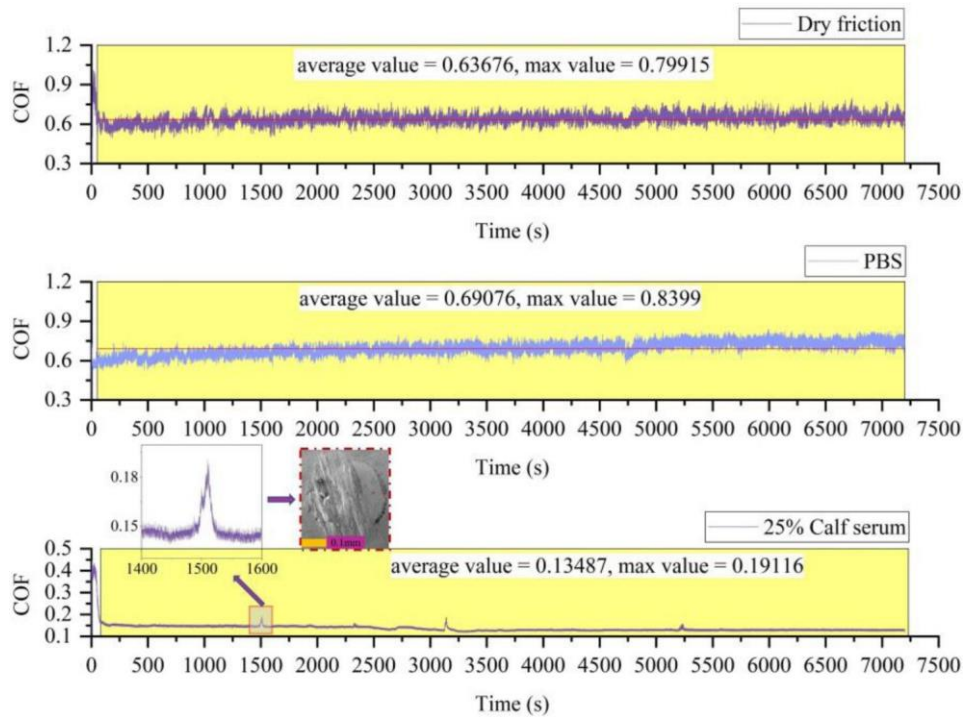 Dry friction
average value = 0.63676, max value = 0.79915
1.2
0.9
0.6
0.3
COF
0 500 1000 1500 2000 2500 3000 3500 4000 4500 5000 5500 6000 6500 7000 7500
Time (s)
PBS
average value = 0.69076, max value = 0.8399
1.2
0.9
0.6
0.3
COF
0 500 1000 1500 2000 2500 3000 3500 4000 4500 5000 5500 6000 6500 7000 7500
Time (s)
0.18
0.15
1400 1500 1600
0.1mm
25% Calf serum
average value = 0.13487, max value = 0.19116
0.5
0.4
0.2
0.1
COF
0 500 1000 1500 2000 2500 3000 3500 4000 4500 5000 5500 6000 6500 7000 7500
Time (s)